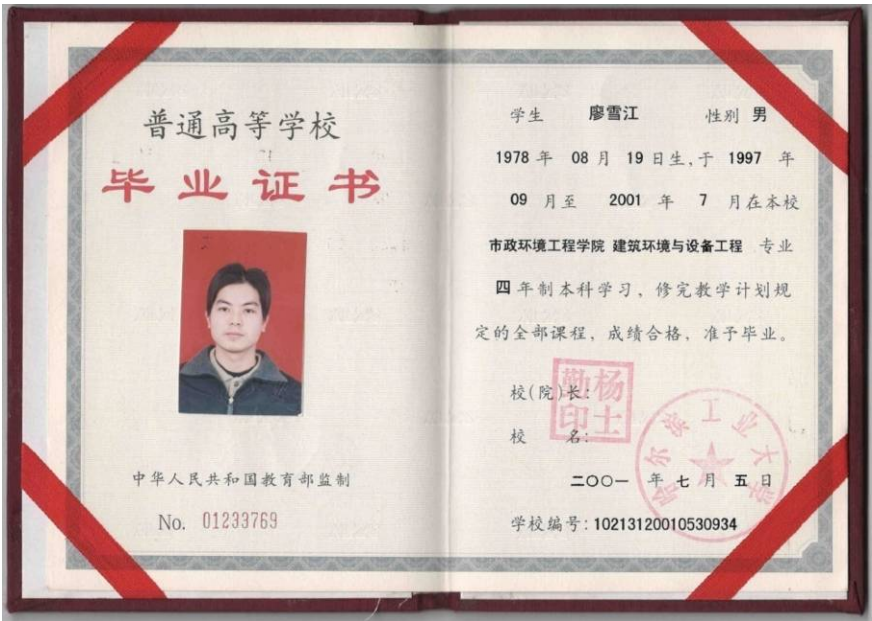 普通高等学校
毕业证书
中华人民共和国教育部监制
No. 01233769
学生 廖雪江 性别 男
1978 年 08 月 19 日生,于 1997 年
09 月至 2001 年 7 月在本校
市政环境工程学院 建筑环境与设备工程 专业
四 年制本科学习，修完教学计划规
定的全部课程，成绩合格，准予毕业。
校(院)长:
杨士勤印
校 名:
哈尔滨工业大学
二○○一 年 七 月 五 日
学校编号: 10213120010530934